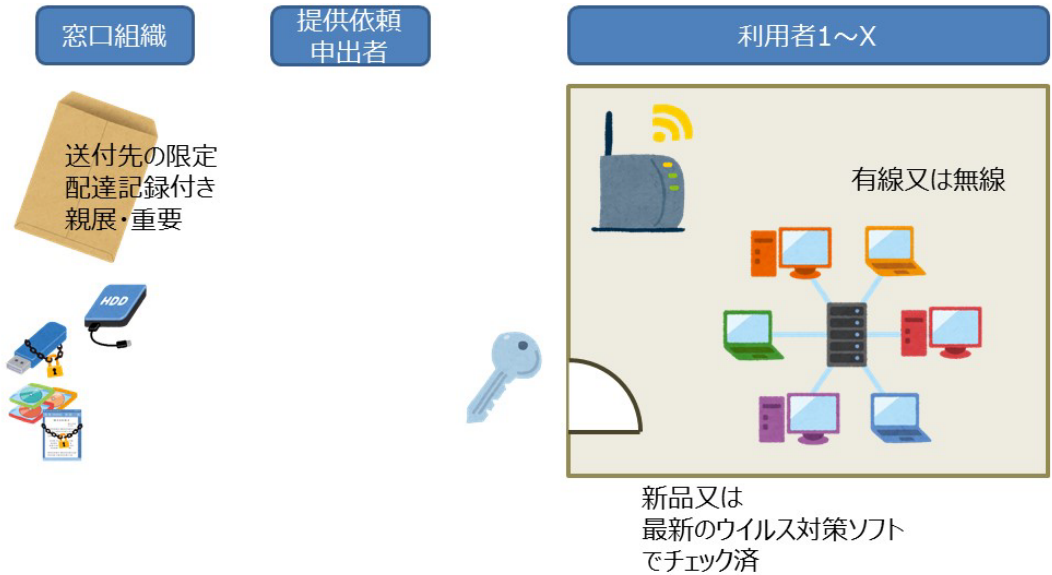 窓口組織
提供依頼
申出者
利用者1～X
送付先の限定
配達記録付き
親展・重要
有線又は無線
HDD
新品又は
最新のウイルス対策ソフト
でチェック済